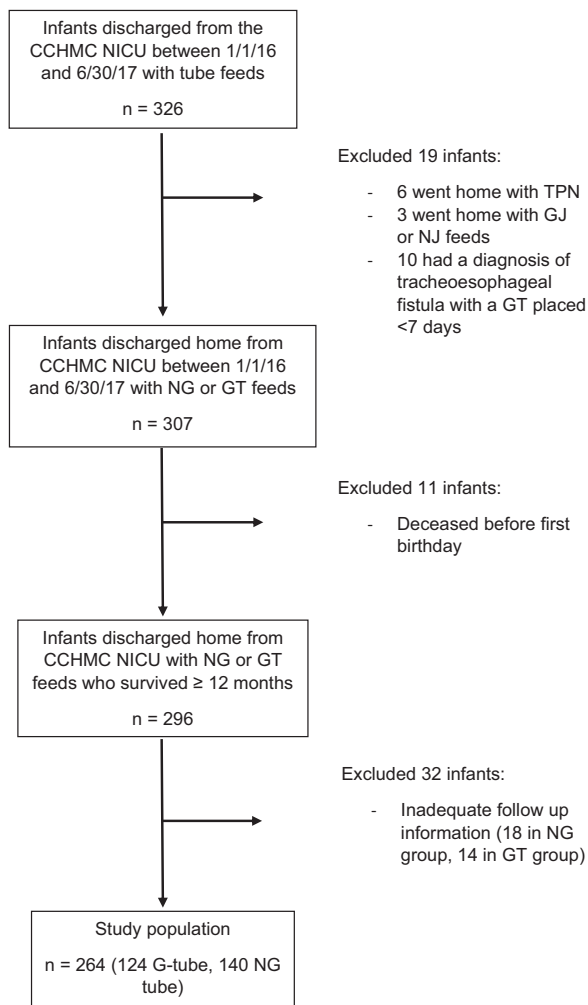 Infants discharged from the
CCHMC NICU between 1/1/16
and 6/30/17 with tube feeds
n = 326
Excluded 19 infants:
- 6 went home with TPN
- 3 went home with GJ
or NJ feeds
- 10 had a diagnosis of
tracheoesophageal
fistula with a GT placed
<7 days
Infants discharged home from
CCHMC NICU between 1/1/16
and 6/30/17 with NG or GT feeds
n = 307
Excluded 11 infants:
- Deceased before first
birthday
Infants discharged home from
CCHMC NICU with NG or GT
feeds who survived ≥ 12 months
n = 296
Excluded 32 infants:
- Inadequate follow up
information (18 in NG
group, 14 in GT group)
Study population
n = 264 (124 G-tube, 140 NG
tube)